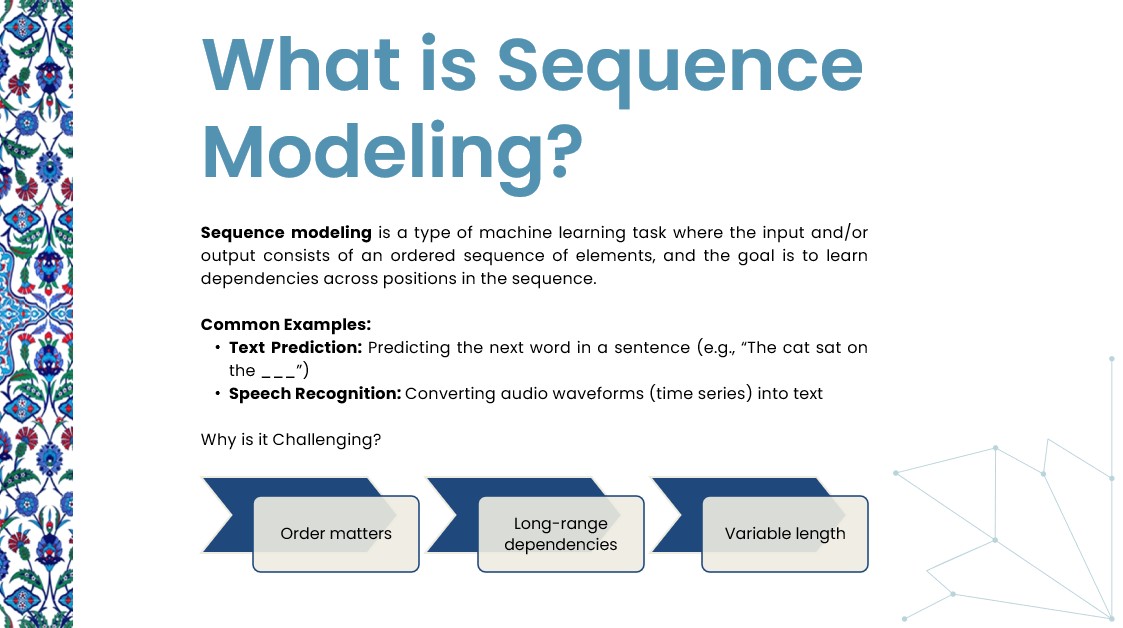 What is Sequence
Modeling?
Sequence modeling is a type of machine learning task where the input and/or
output consists of an ordered sequence of elements, and the goal is to learn
dependencies across positions in the sequence.
Common Examples:
• Text Prediction: Predicting the next word in a sentence (e.g., “The cat sat on
the ___”)
• Speech Recognition: Converting audio waveforms (time series) into text
Why is it Challenging?
Order matters
Long-range
dependencies
Variable length